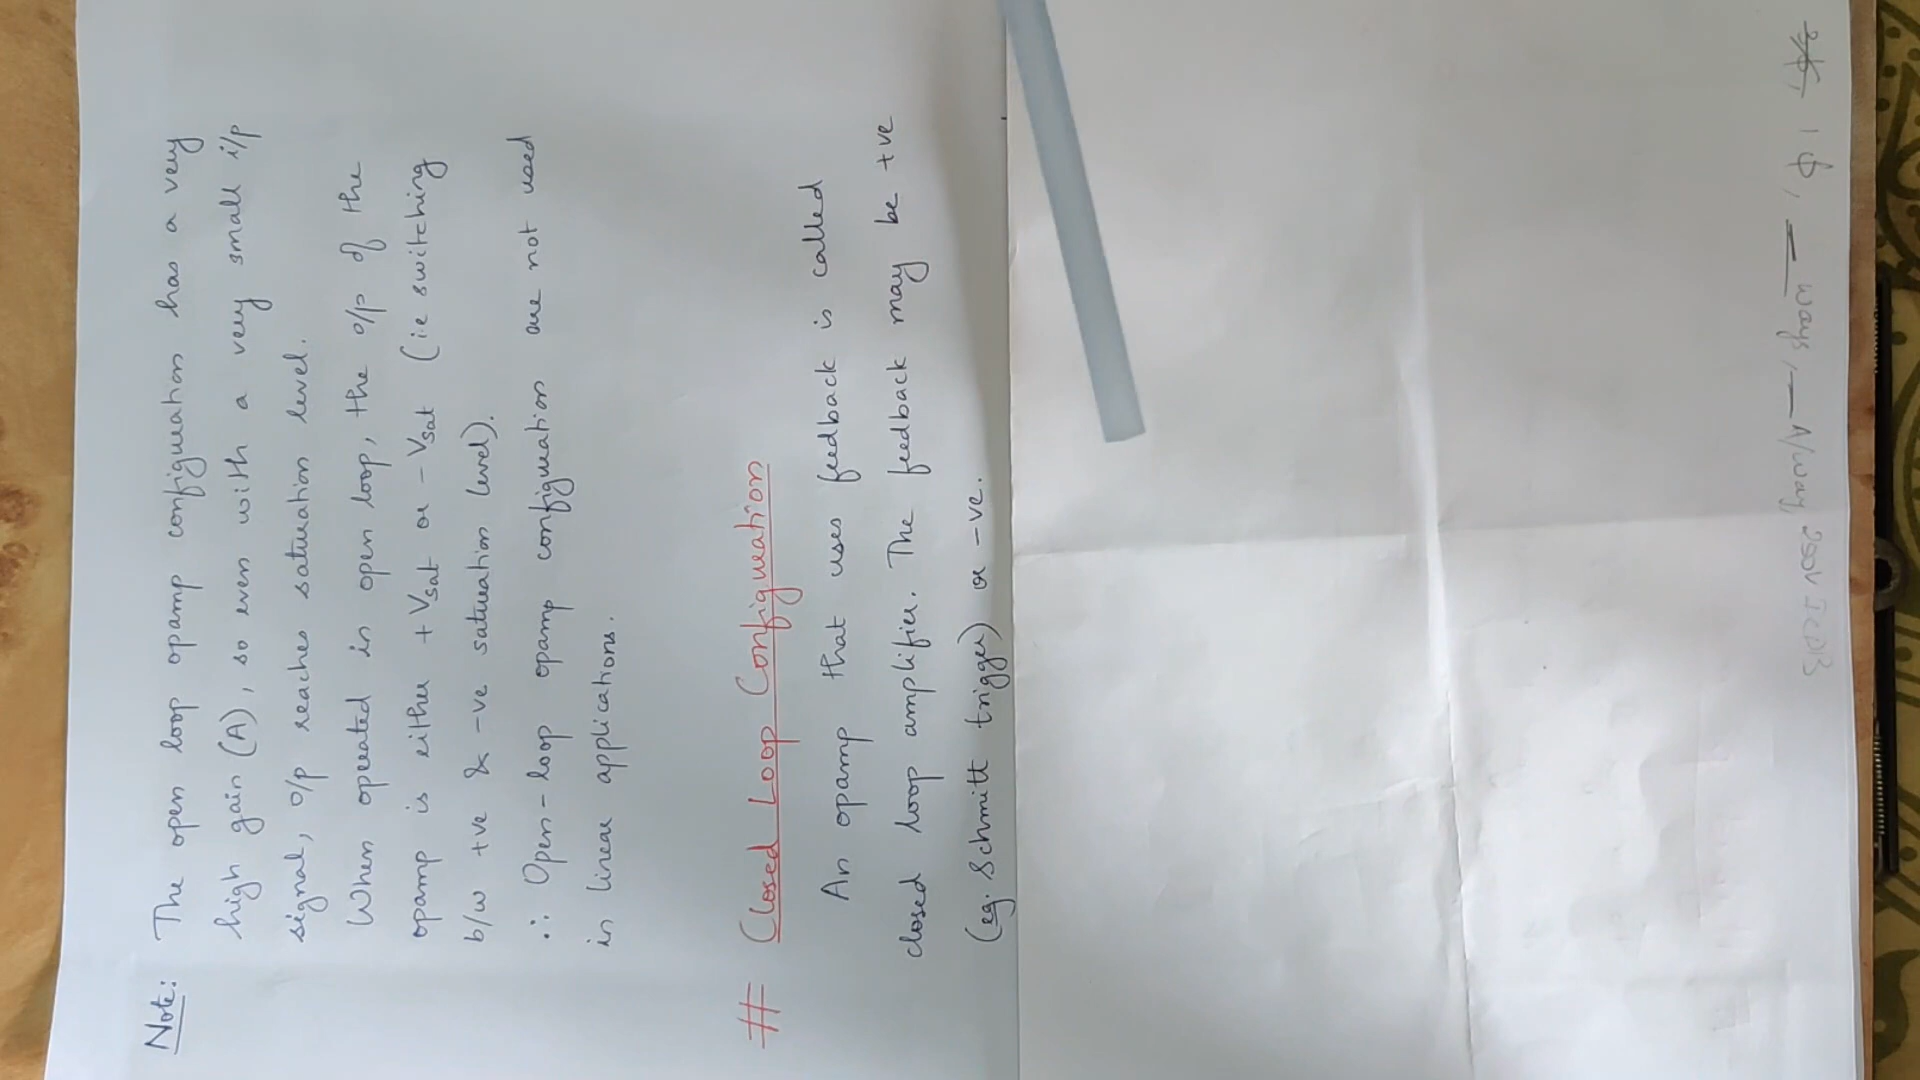 Note: The open loop opamp configuration has a very
high gain (A), so even with a very small i/p
signal, o/p reaches saturation level.
When operated in open loop, the o/p of the
opamp is either +Vsat or -Vsat (i.e switching
b/w +ve & -ve saturation level).
∴ Open-loop opamp configuration are not used
in linear applications.
# Closed Loop Configuration
An opamp that uses feedback is called
closed loop amplifier. The feedback may be +ve
(eg. Schmitt trigger) or -ve.
1 φ, — ways, — A/way,